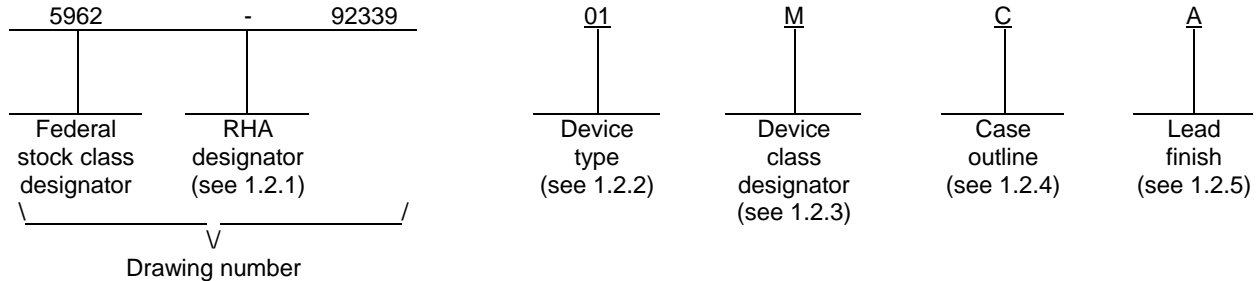 5962 - 92339 01 M C A
Federal stock class designator
RHA designator (see 1.2.1)
Device type (see 1.2.2)
Device class designator (see 1.2.3)
Case outline (see 1.2.4)
Lead finish (see 1.2.5)
\ /
\/
Drawing number